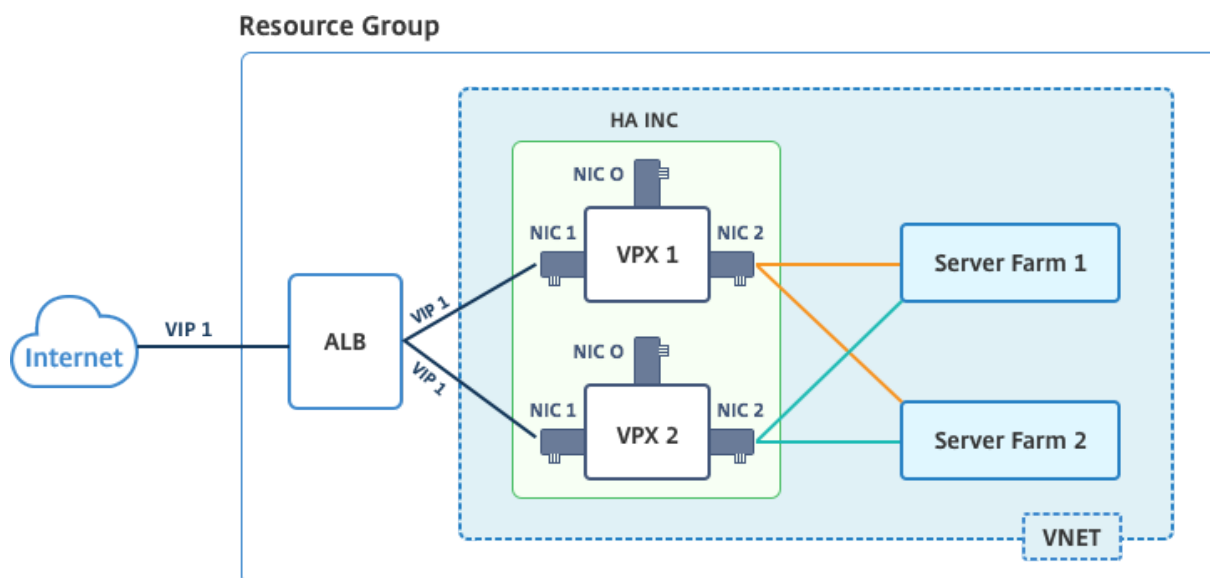 Resource Group
HA INC
NIC O
NIC 1
VPX 1
NIC 2
Server Farm 1
Internet
VIP 1
ALB
VIP 1
VIP 1
NIC O
NIC 1
VPX 2
NIC 2
Server Farm 2
VNET